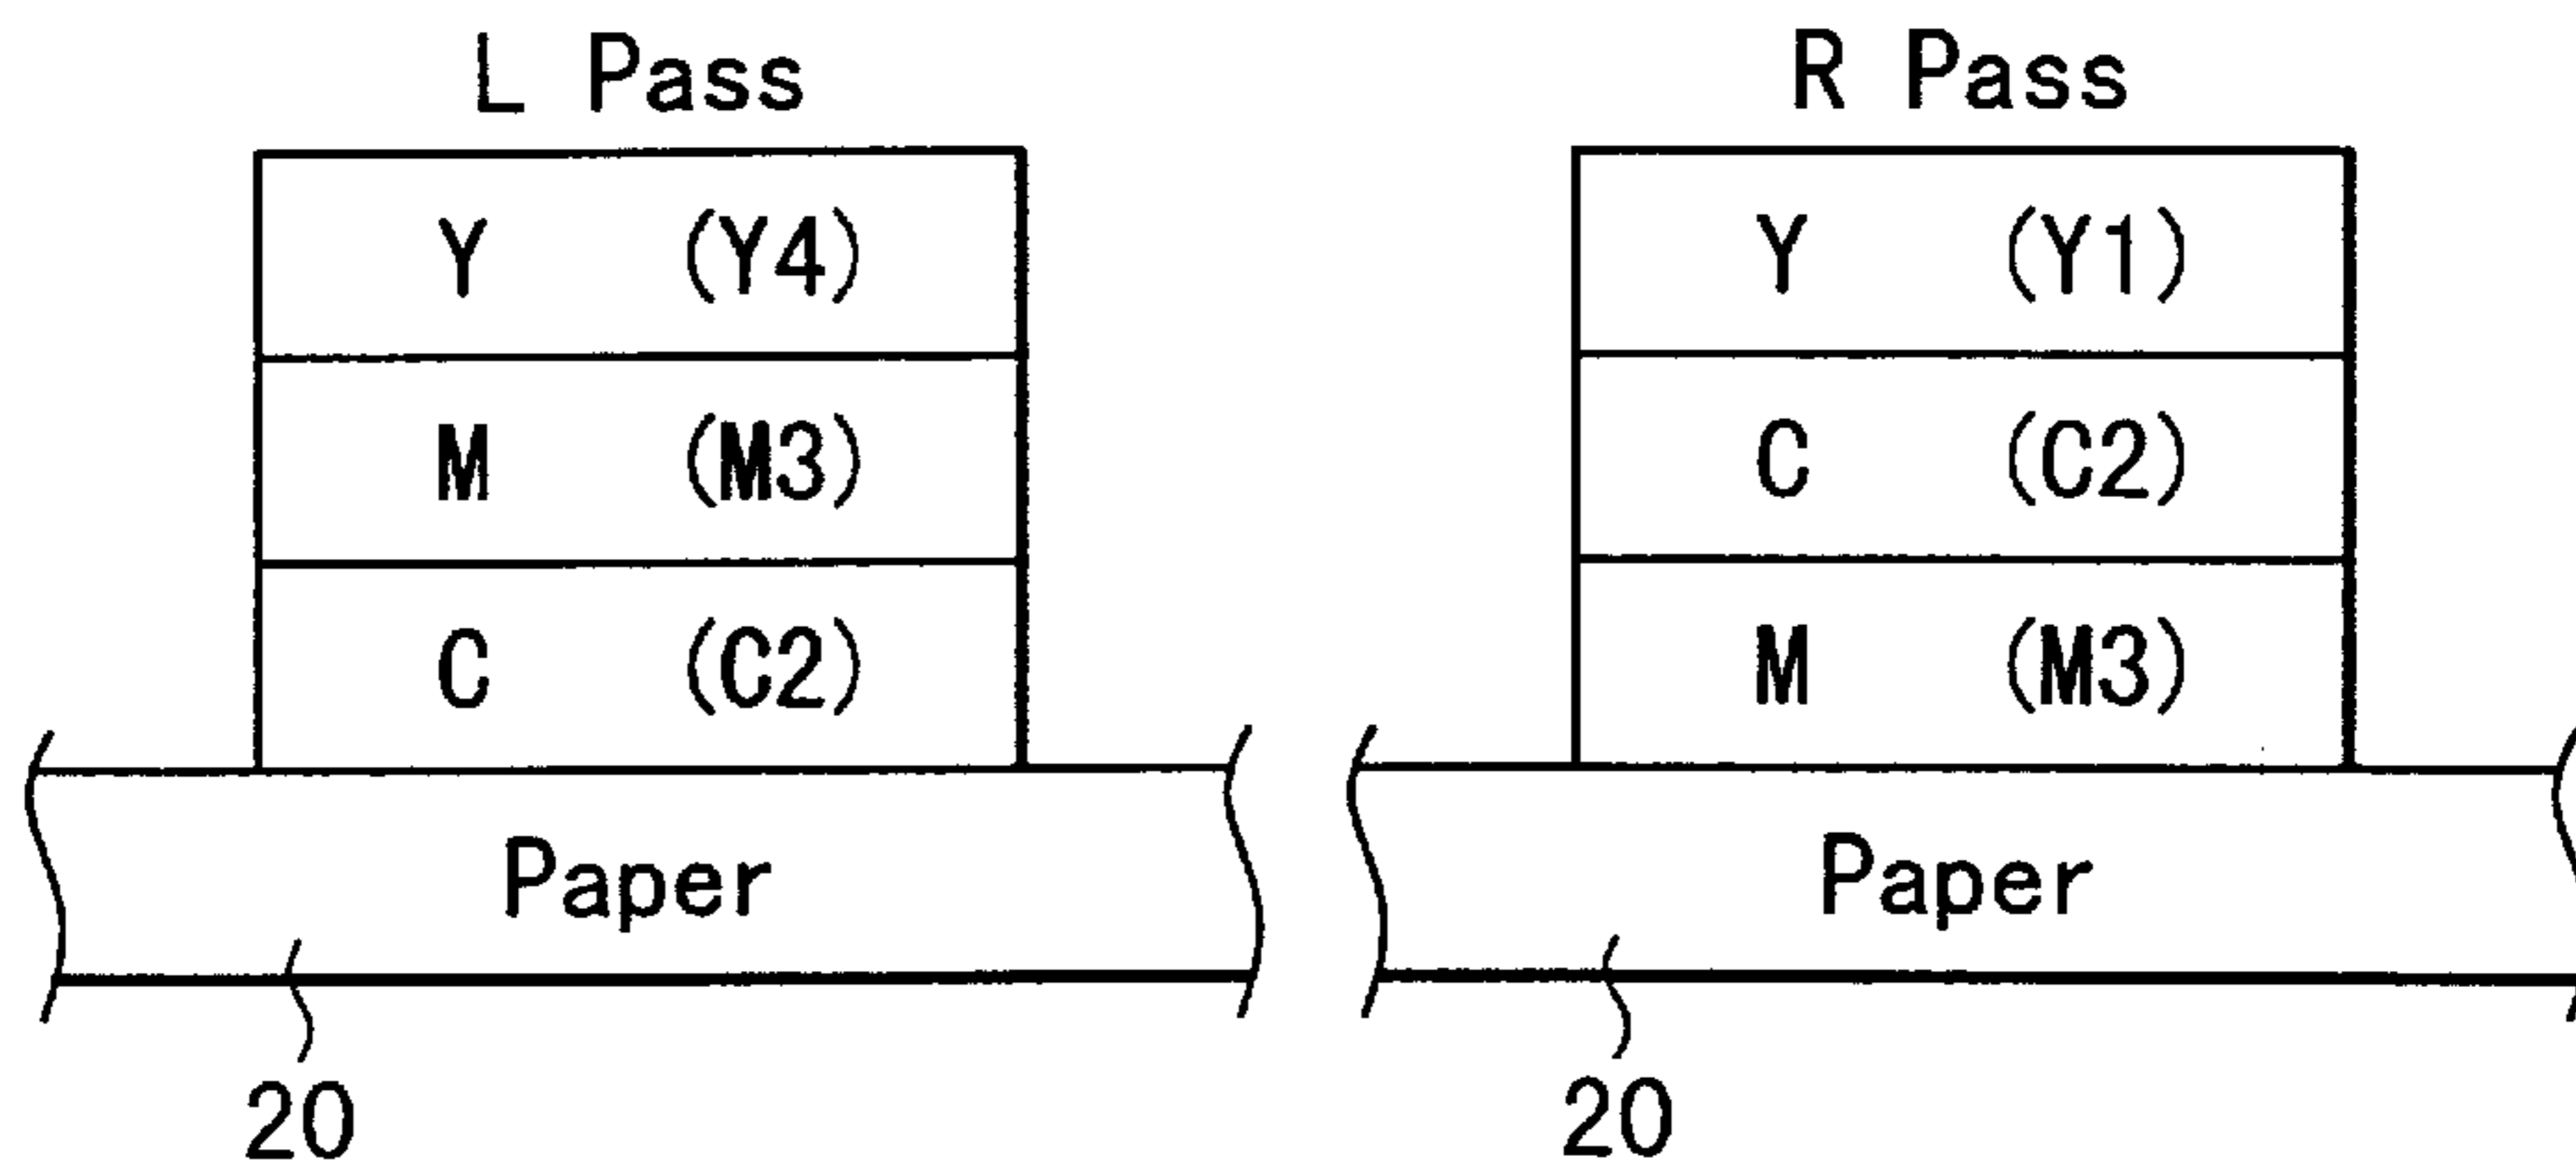 L Pass
Y (Y4)
M (M3)
C (C2)
Paper
20
R Pass
Y (Y1)
C (C2)
M (M3)
Paper
20